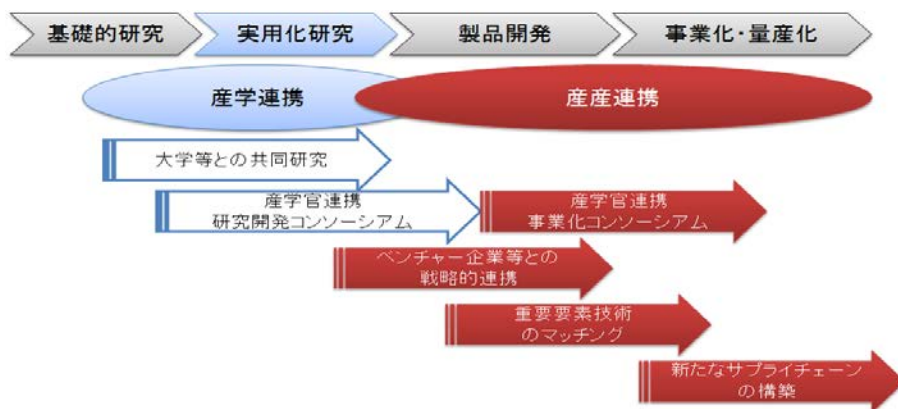 基礎的研究
実用化研究
製品開発
事業化・量産化
産学連携
産産連携
大学等との共同研究
産学官連携
研究開発コンソーシアム
産学官連携
事業化コンソーシアム
ベンチャー企業等との
戦略的連携
重要要素技術
のマッチング
新たなサプライチェーン
の構築